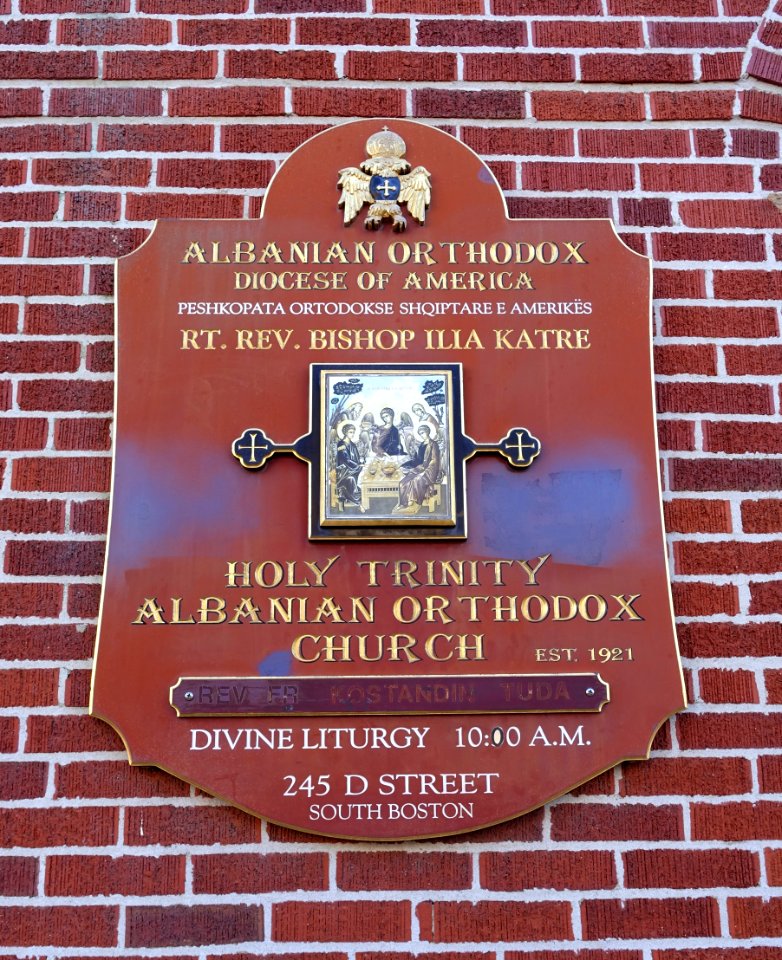 ALBANIAN ORTHODOX
DIOCESE OF AMERICA
PESHKOPATA ORTODOKSE SHQIPTARE E AMERIKËS
RT. REV. BISHOP ILIA KATRE
HOLY TRINITY
ALBANIAN ORTHODOX
CHURCH EST. 1921
REV FR KOSTANDIN TUDA
DIVINE LITURGY 10:00 A.M.
245 D STREET
SOUTH BOSTON